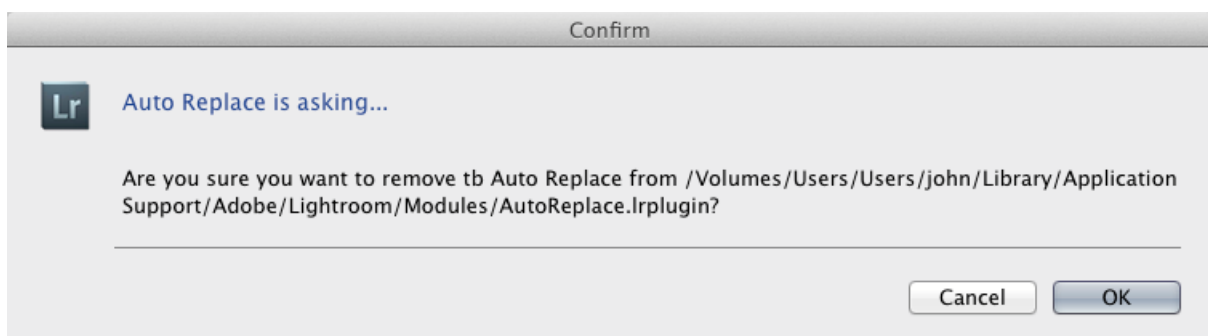 Confirm
Lr
Auto Replace is asking...
Are you sure you want to remove tb Auto Replace from /Volumes/Users/Users/john/Library/Application
Support/Adobe/Lightroom/Modules/AutoReplace.lrplugin?
Cancel
OK